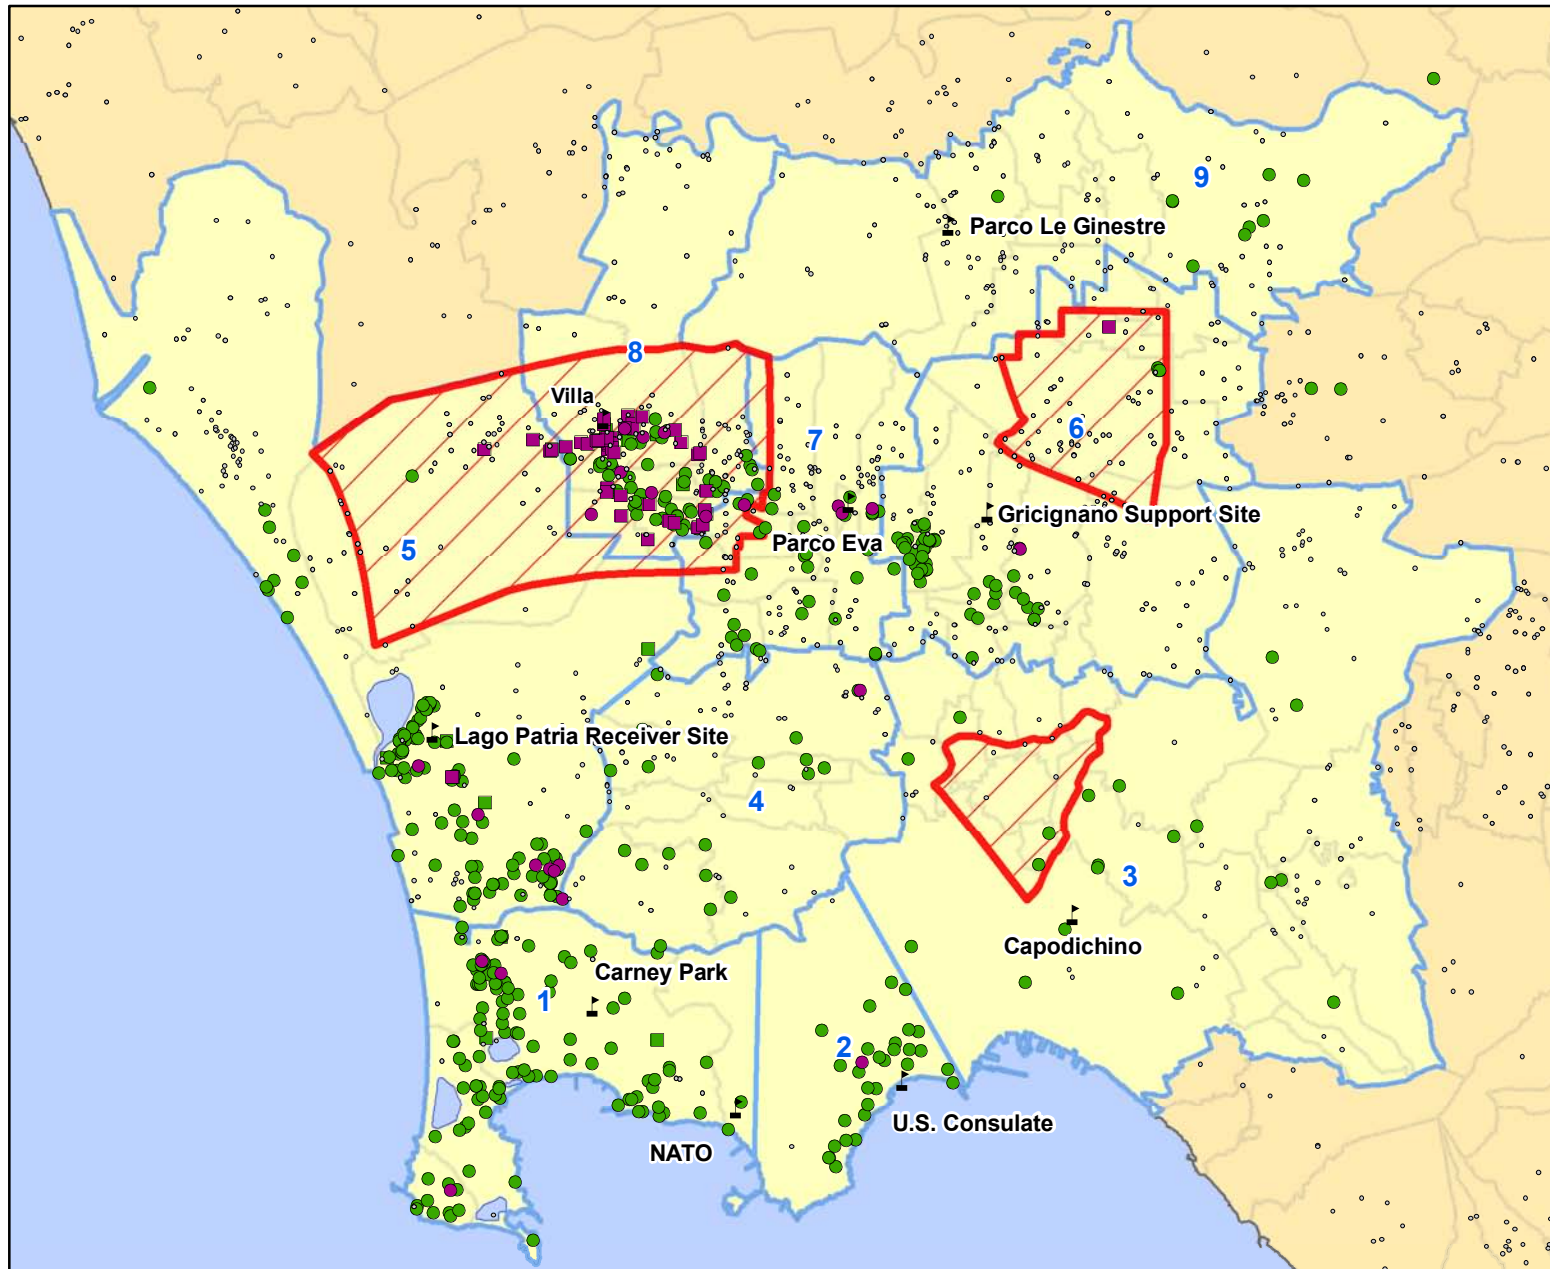 9
Parco Le Ginestre
8
Villa
6
7
Gricignano Support Site
Parco Eva
5
Lago Patria Receiver Site
4
3
Capodichino
Carney Park
1
2
U.S. Consulate
NATO